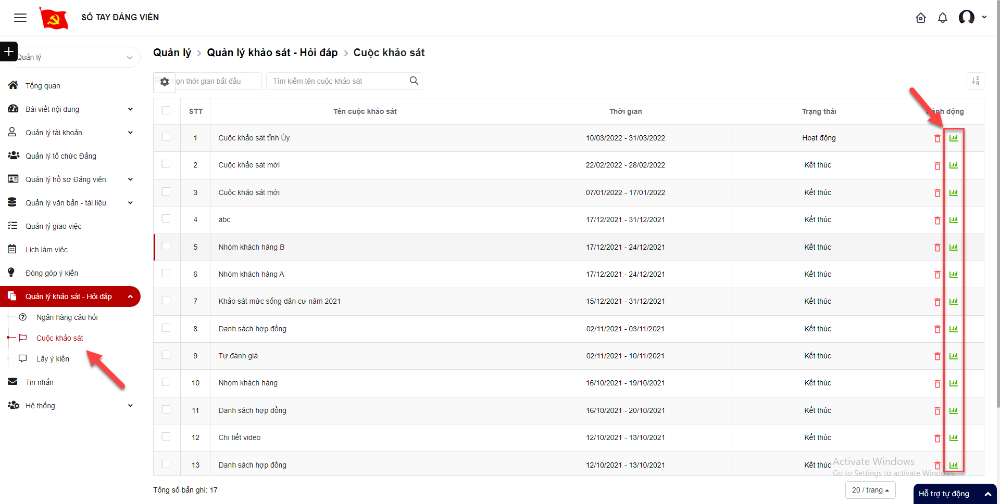 SỔ TAY ĐẢNG VIÊN
Quản lý
Tổng quan
Bài viết nội dung
Quản lý tài khoản
Quản lý tổ chức Đảng
Quản lý hồ sơ Đảng viên
Quản lý văn bản - tài liệu
Quản lý giao việc
Lịch làm việc
Đóng góp ý kiến
Quản lý khảo sát - Hỏi đáp
Ngân hàng câu hỏi
Cuộc khảo sát
Lấy ý kiến
Tin nhắn
Hệ thống
Quản lý > Quản lý khảo sát - Hỏi đáp > Cuộc khảo sát
thời gian bắt đầu Tìm kiếm tên cuộc khảo sát
STT Tên cuộc khảo sát Thời gian Trạng thái động
1 Cuộc khảo sát tỉnh Ủy 10/03/2022 - 31/03/2022 Hoạt động
2 Cuộc khảo sát mới 22/02/2022 - 28/02/2022 Kết thúc
3 Cuộc khảo sát mới 07/01/2022 - 17/01/2022 Kết thúc
4 abc 17/12/2021 - 31/12/2021 Kết thúc
5 Nhóm khách hàng B 17/12/2021 - 24/12/2021 Kết thúc
6 Nhóm khách hàng A 17/12/2021 - 24/12/2021 Kết thúc
7 Khảo sát mức sống dân cư năm 2021 15/12/2021 - 31/12/2021 Kết thúc
8 Danh sách hợp đồng 02/11/2021 - 03/11/2021 Kết thúc
9 Tự đánh giá 02/11/2021 - 10/11/2021 Kết thúc
10 Nhóm khách hàng 16/10/2021 - 19/10/2021 Kết thúc
11 Danh sách hợp đồng 16/10/2021 - 20/10/2021 Kết thúc
12 Chi tiết video 12/10/2021 - 13/10/2021 Kết thúc
13 Danh sách hợp đồng 12/10/2021 - 13/10/2021 Kết thúc
Activate Windows
Go to Settings to activate Windows.
Tổng số bản ghi: 17
20 / trang
Hỗ trợ tự động